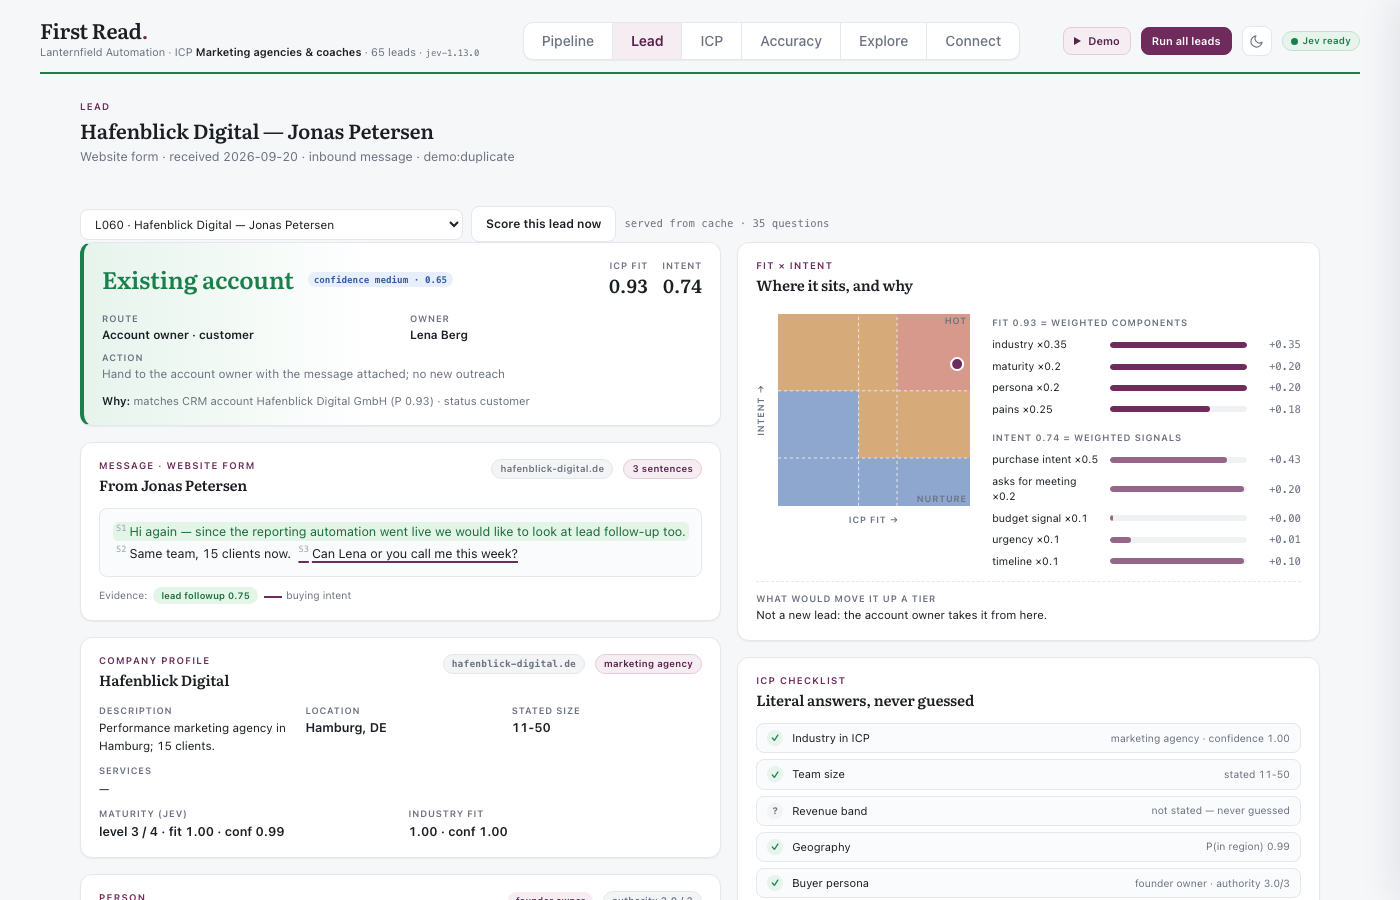 First Read.
Lanternfield Automation · ICP Marketing agencies & coaches · 65 leads · jev-1.13.0
Pipeline
Lead
ICP
Accuracy
Explore
Connect
Demo
Run all leads
Jev ready
LEAD
Hafenblick Digital — Jonas Petersen
Website form · received 2026-09-20 · inbound message · demo:duplicate
L060 · Hafenblick Digital — Jonas Petersen
Score this lead now
served from cache · 35 questions
Existing account
confidence medium · 0.65
ICP FIT
0.93
INTENT
0.74
ROUTE
Account owner · customer
OWNER
Lena Berg
ACTION
Hand to the account owner with the message attached; no new outreach
Why: matches CRM account Hafenblick Digital GmbH (P 0.93) · status customer
MESSAGE · WEBSITE FORM
From Jonas Petersen
hafenblick-digital.de
3 sentences
S1 Hi again — since the reporting automation went live we would like to look at lead follow-up too.
S2 Same team, 15 clients now. S3 Can Lena or you call me this week?
Evidence: lead followup 0.75 buying intent
COMPANY PROFILE
Hafenblick Digital
hafenblick-digital.de
marketing agency
DESCRIPTION
Performance marketing agency in
Hamburg; 15 clients.
LOCATION
Hamburg, DE
STATED SIZE
11-50
SERVICES
—
MATURITY (JEV)
level 3 / 4 · fit 1.00 · conf 0.99
INDUSTRY FIT
1.00 · conf 1.00
PERSON
founder owner
authority 3.0 / 3
FIT × INTENT
Where it sits, and why
HOT
NURTURE
INTENT →
ICP FIT →
FIT 0.93 = WEIGHTED COMPONENTS
industry ×0.35 +0.35
maturity ×0.2 +0.20
persona ×0.2 +0.20
pains ×0.25 +0.18
INTENT 0.74 = WEIGHTED SIGNALS
purchase intent ×0.5 +0.43
asks for meeting
×0.2 +0.20
budget signal ×0.1 +0.00
urgency ×0.1 +0.01
timeline ×0.1 +0.10
WHAT WOULD MOVE IT UP A TIER
Not a new lead: the account owner takes it from here.
ICP CHECKLIST
Literal answers, never guessed
Industry in ICP marketing agency · confidence 1.00
Team size stated 11-50
? Revenue band not stated — never guessed
Geography P(in region) 0.99
Buyer persona founder owner · authority 3.0/3